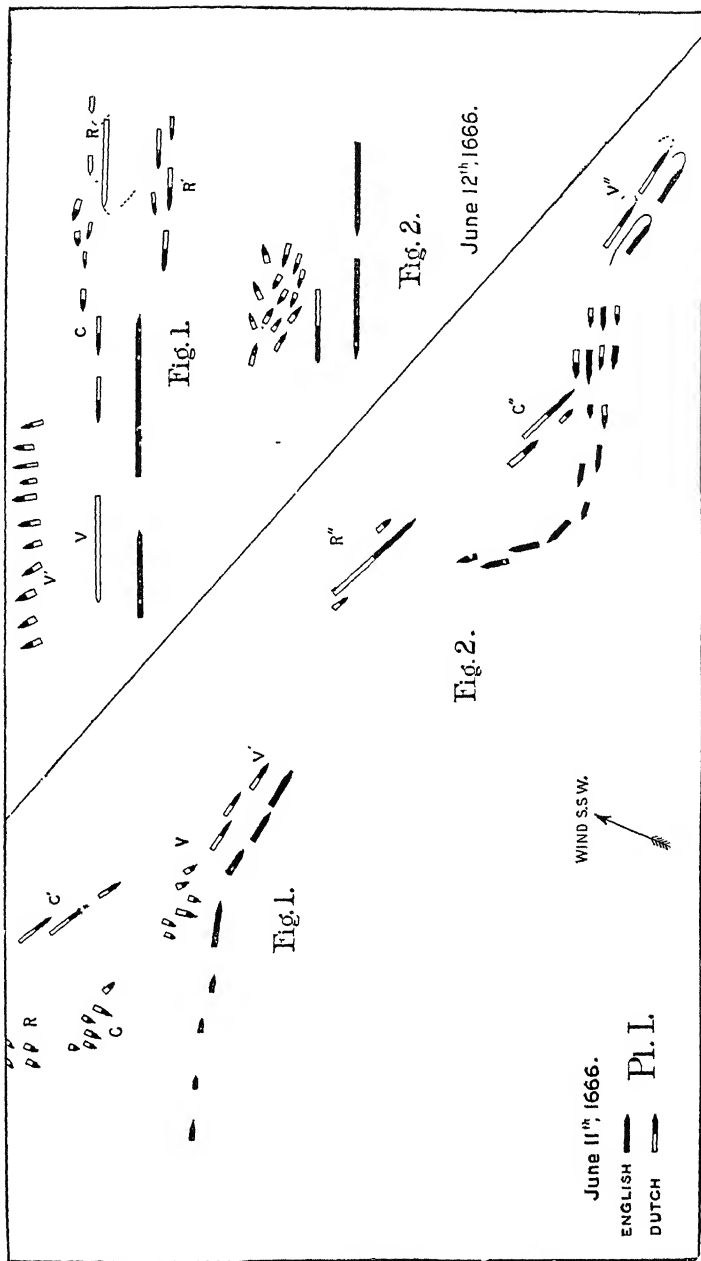 June 11th, 1666.
ENGLISH
DUTCH
Pl. I.
WIND S.S.W.
Fig. 1.
R
C
C'
V
V'
Fig. 2.
R"
C"
V"
June 12th, 1666.
Fig. 1.
V'
V
C
R
R'
Fig. 2.